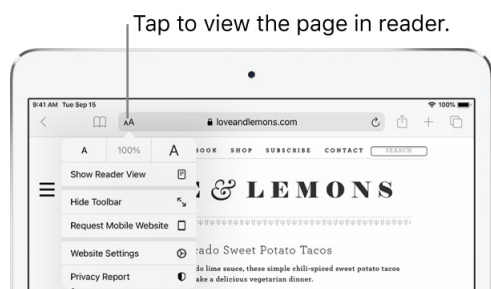 Tap to view the page in reader.
9:41 AM Tue Sep 15
100%
AA
loveandlemons.com
A 100% A
OOK SHOP SUBSCRIBE CONTACT SEARCH
Show Reader View
& LEMONS
Hide Toolbar
Request Mobile Website
Website Settings
cado Sweet Potato Tacos
Privacy Report
do lime sauce, these simple chili-spiced sweet potato tacos
ake a delicious vegetarian dinner.